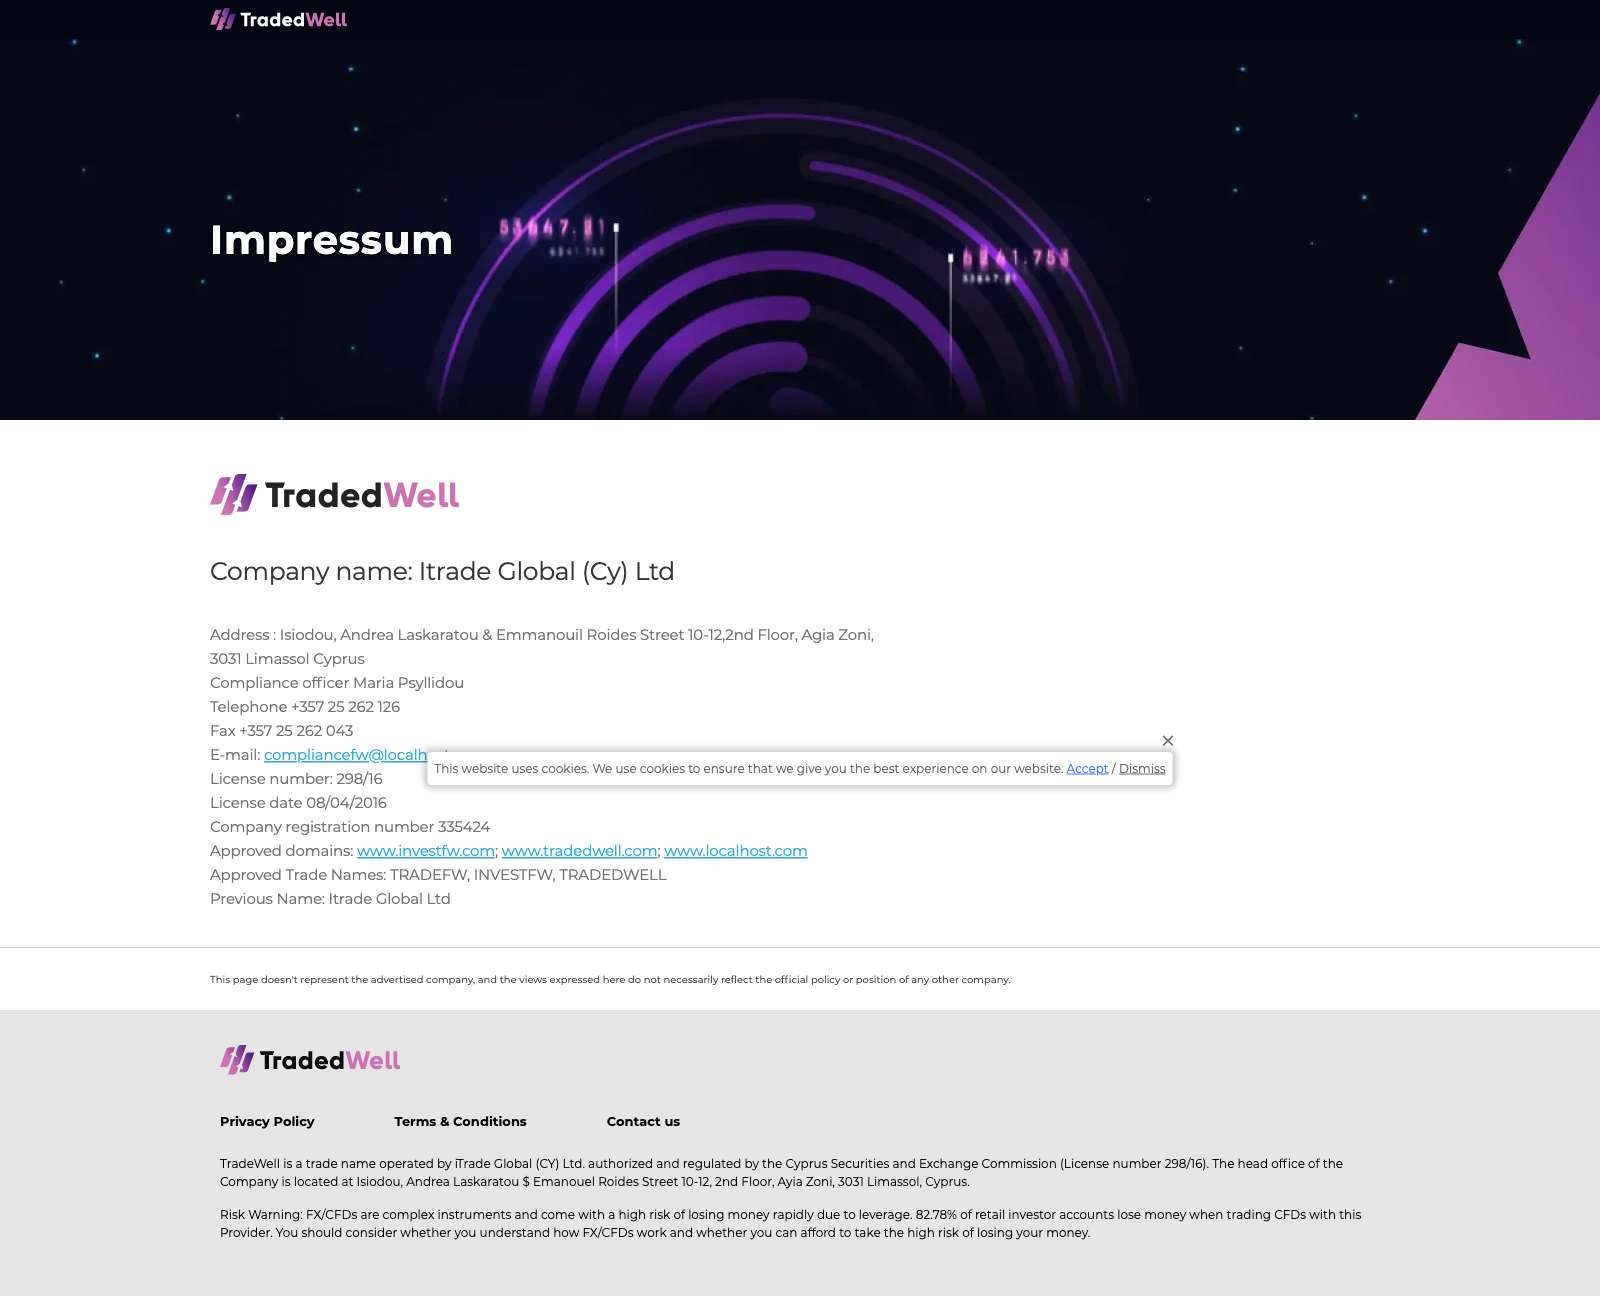 TradedWell
Impressum
53647.21
6241.753
6241.753
53647.21
TradedWell
Company name: Itrade Global (Cy) Ltd
Address : Isiodou, Andrea Laskaratou & Emmanouil Roides Street 10-12,2nd Floor, Agia Zoni,
3031 Limassol Cyprus
Compliance officer Maria Psyllidou
Telephone +357 25 262 126
Fax +357 25 262 043
E-mail: compliancefw@localh
This website uses cookies. We use cookies to ensure that we give you the best experience on our website. Accept / Dismiss
License number: 298/16
License date 08/04/2016
Company registration number 335424
Approved domains: www.investfw.com; www.tradedwell.com; www.localhost.com
Approved Trade Names: TRADEFW, INVESTFW, TRADEDWELL
Previous Name: Itrade Global Ltd
This page doesn't represent the advertised company, and the views expressed here do not necessarily reflect the official policy or position of any other company.
TradedWell
Privacy Policy Terms & Conditions Contact us
TradeWell is a trade name operated by iTrade Global (CY) Ltd. authorized and regulated by the Cyprus Securities and Exchange Commission (License number 298/16). The head office of the
Company is located at Isiodou, Andrea Laskaratou $ Emanouel Roides Street 10-12, 2nd Floor, Ayia Zoni, 3031 Limassol, Cyprus.
Risk Warning: FX/CFDs are complex instruments and come with a high risk of losing money rapidly due to leverage. 82.78% of retail investor accounts lose money when trading CFDs with this
Provider. You should consider whether you understand how FX/CFDs work and whether you can afford to take the high risk of losing your money.